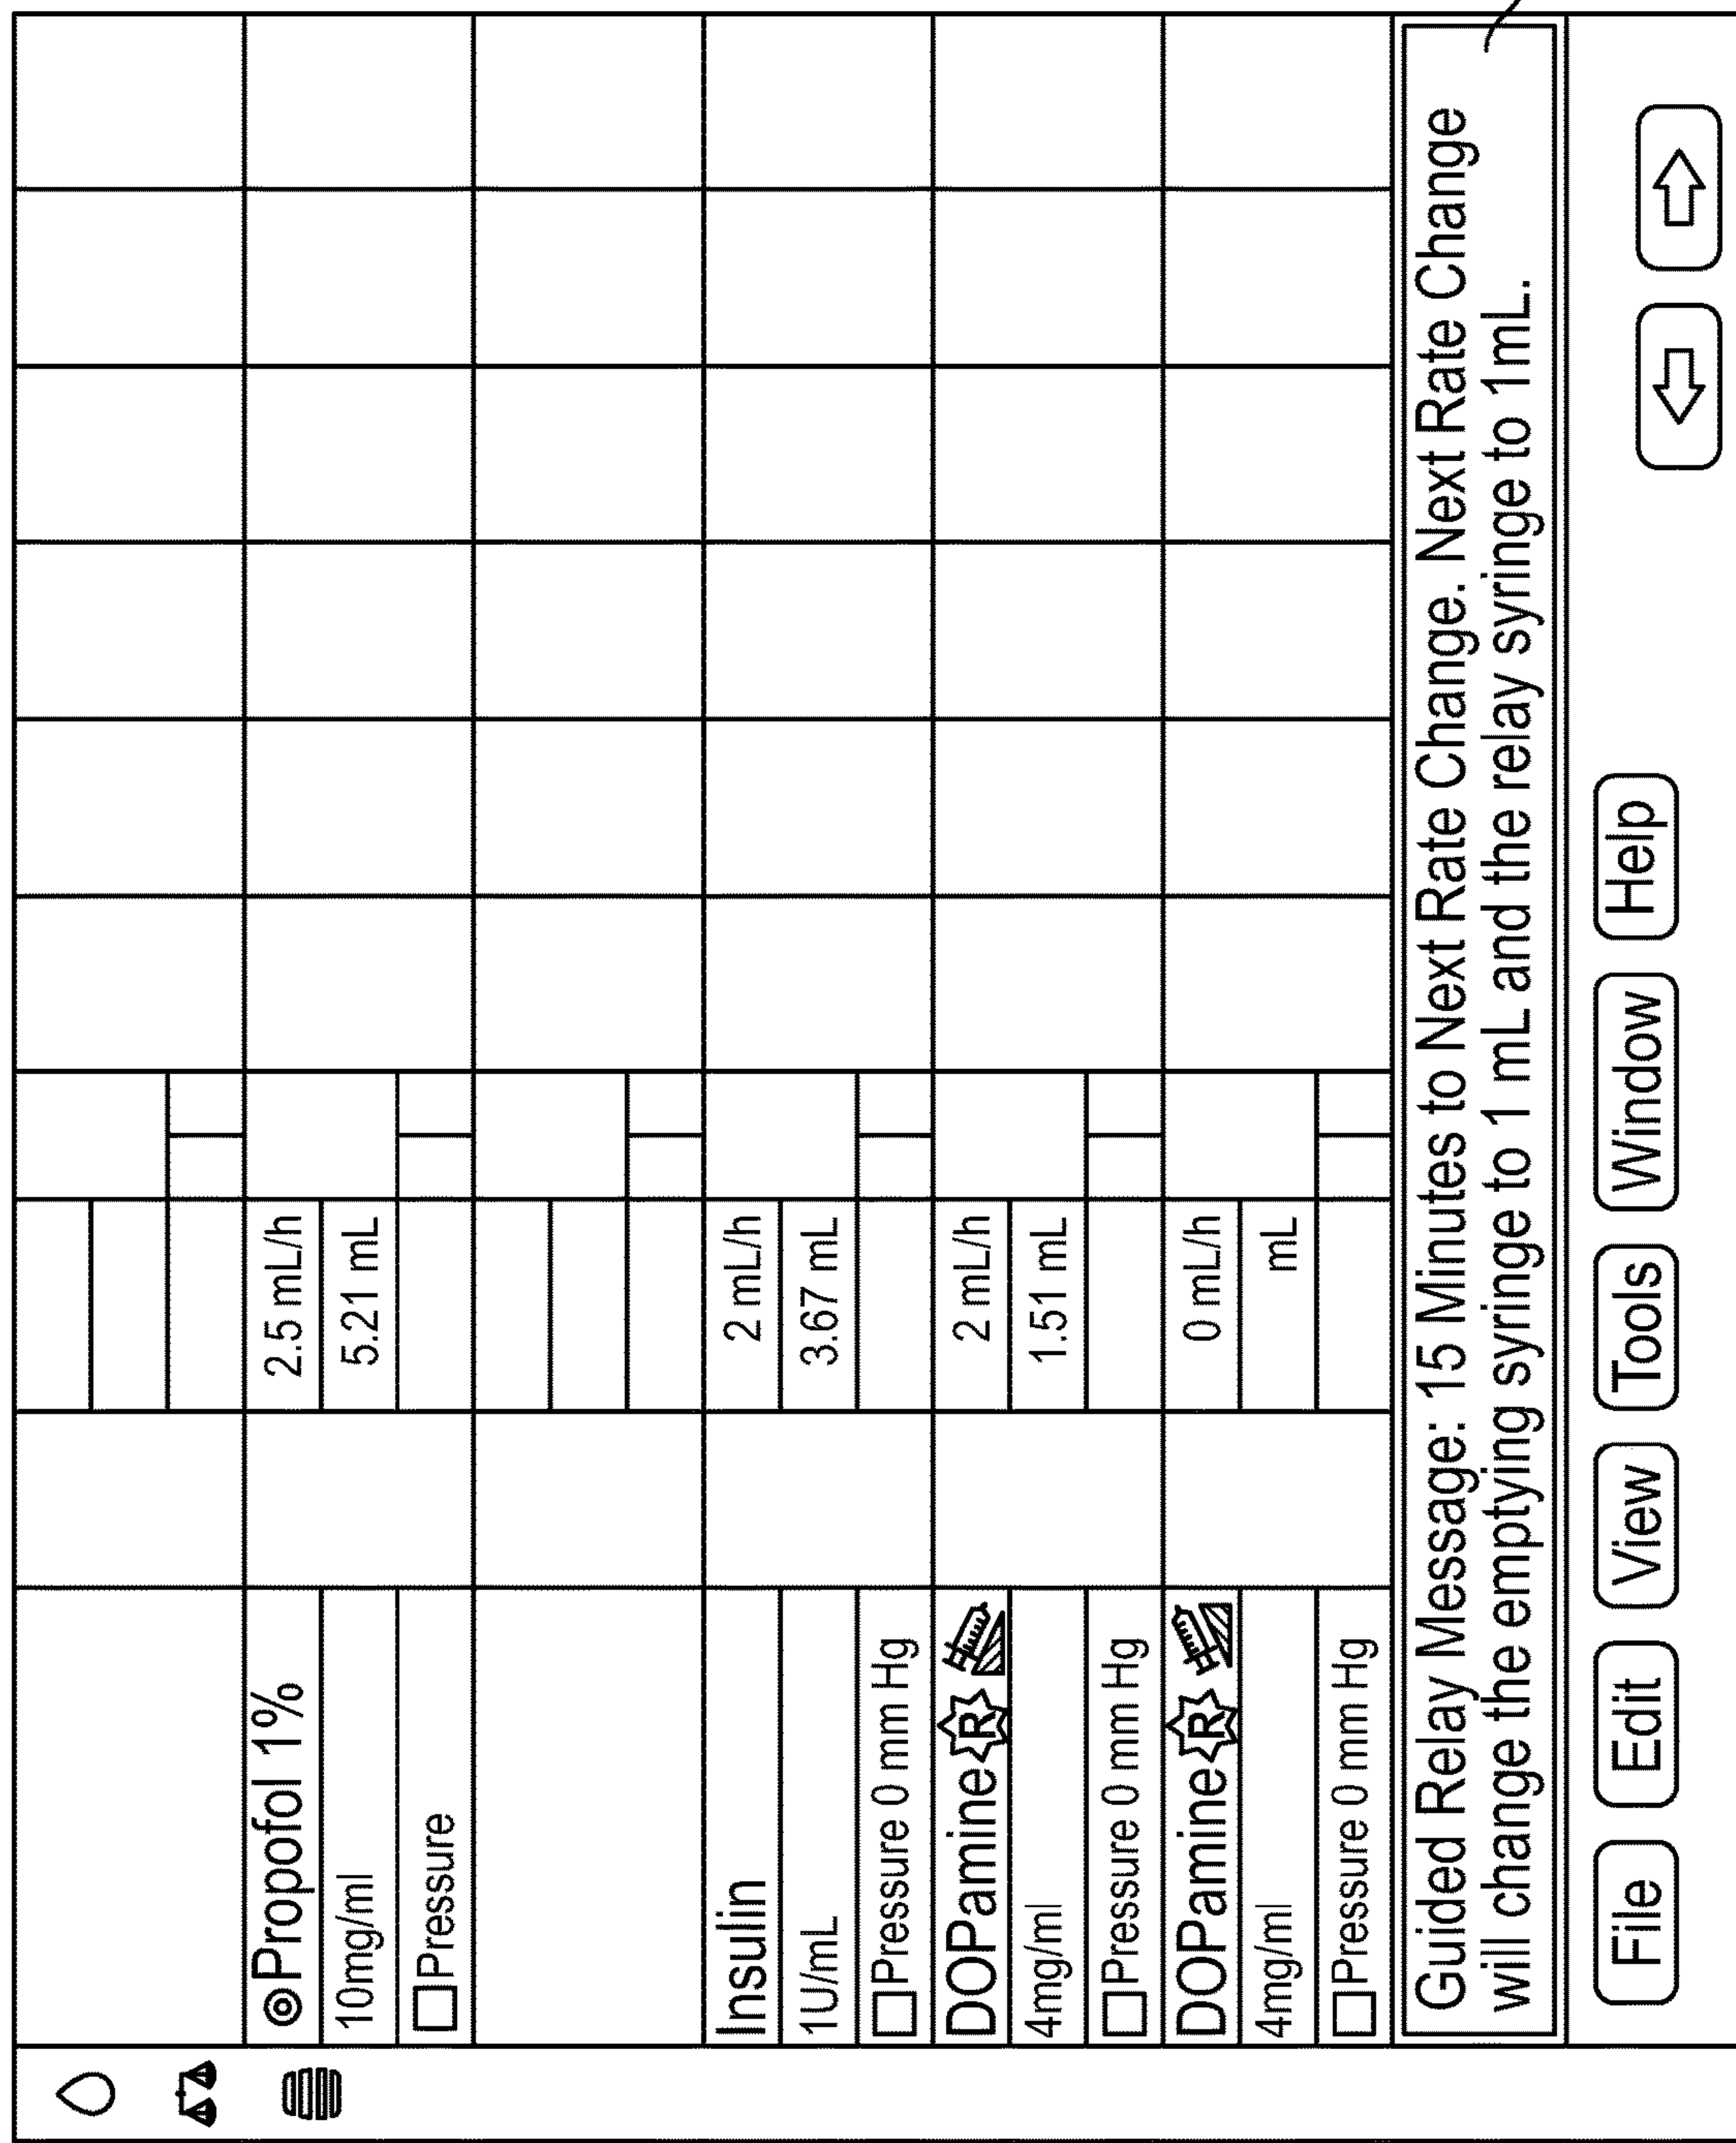 ◎Propofol 1%
2.5 mL/h
10mg/ml
5.21 mL
☐Pressure
Insulin
2 mL/h
1U/mL
3.67 mL
☐Pressure 0 mm Hg
DOPamine R
2 mL/h
4mg/ml
1.51 mL
☐Pressure 0 mm Hg
DOPamine R
0 mL/h
4mg/ml
mL
☐Pressure 0 mm Hg
Guided Relay Message: 15 Minutes to Next Rate Change. Next Rate Change
will change the emptying syringe to 1 mL and the relay syringe to 1mL.
File Edit View Tools Window Help